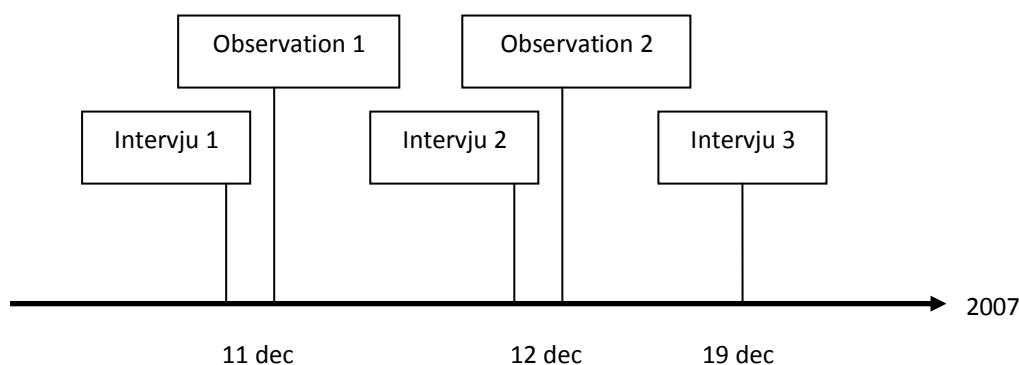 Observation 1
Observation 2
Intervju 1
Intervju 2
Intervju 3
2007
11 dec
12 dec
19 dec